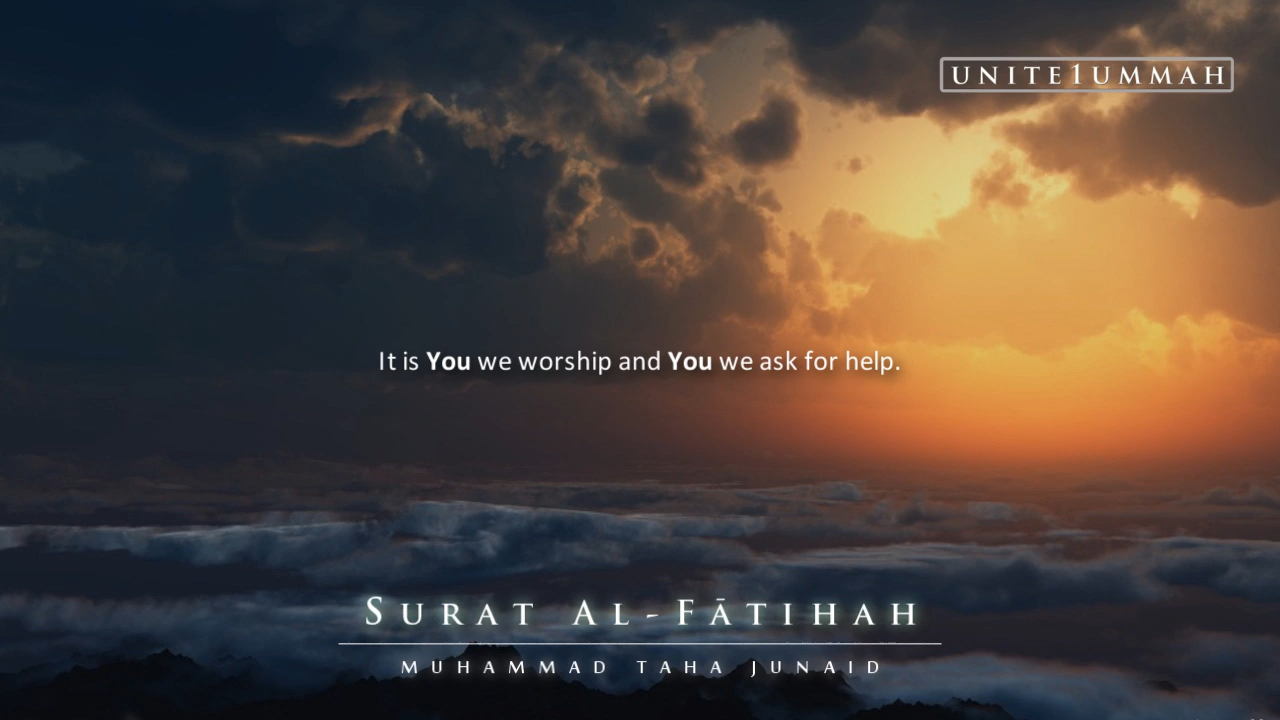 UNITE1UMMAH
It is You we worship and You we ask for help.
SURAT AL-FĀTIHAH
MUHAMMAD TAHA JUNAID